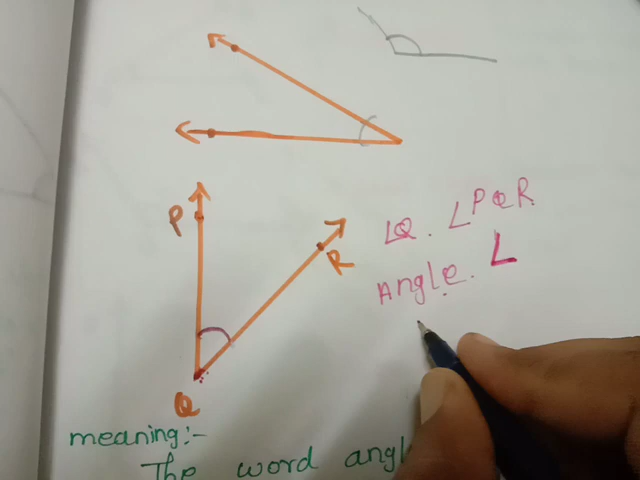 P
R
Q
∠Q. ∠PQR
Angle. ∠
meaning:-
The word angl